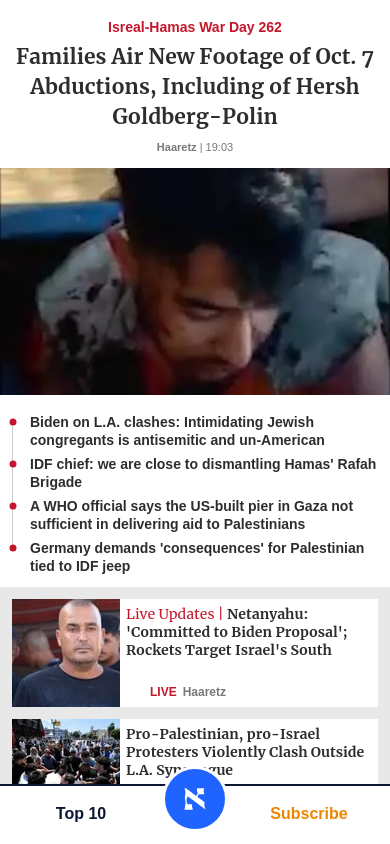 Isreal-Hamas War Day 262
Families Air New Footage of Oct. 7
Abductions, Including of Hersh
Goldberg-Polin
Haaretz | 19:03
Biden on L.A. clashes: Intimidating Jewish
congregants is antisemitic and un-American
IDF chief: we are close to dismantling Hamas' Rafah
Brigade
A WHO official says the US-built pier in Gaza not
sufficient in delivering aid to Palestinians
Germany demands 'consequences' for Palestinian
tied to IDF jeep
Live Updates | Netanyahu:
'Committed to Biden Proposal';
Rockets Target Israel's South
LIVE Haaretz
Pro-Palestinian, pro-Israel
Protesters Violently Clash Outside
L.A.
Top 10
Subscribe